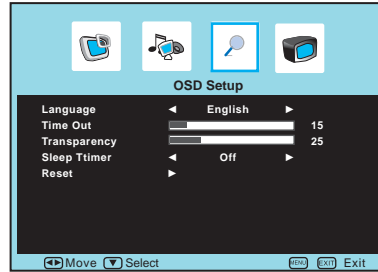 OSD Setup
Language ◄ English ►
Time Out 15
Transparency 25
Sleep Ttimer ◄ Off ►
Reset ►
◄► Move ▼ Select MENU EXIT Exit